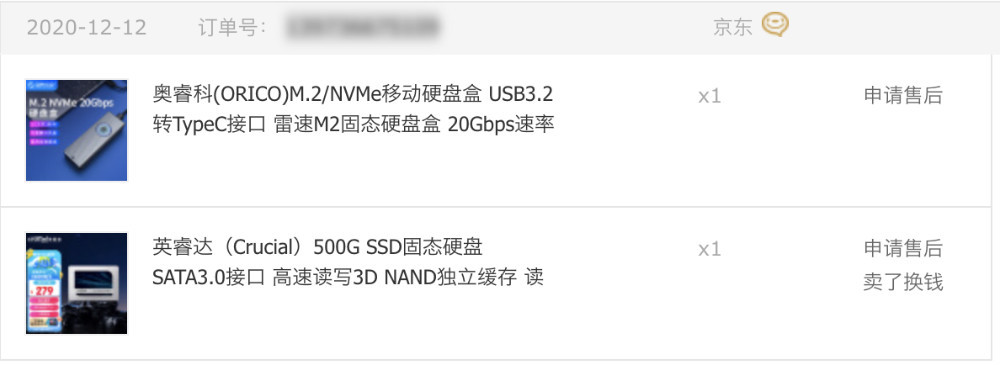 2020-12-12 订单号: 京东
M.2 NVMe 20Gbps
硬盘盒
奥睿科(ORICO)M.2/NVMe移动硬盘盒 USB3.2 x1 申请售后
转TypeC接口 雷速M2固态硬盘盒 20Gbps速率
279
英睿达（Crucial）500G SSD固态硬盘 x1 申请售后
SATA3.0接口 高速读写3D NAND独立缓存 读 卖了换钱